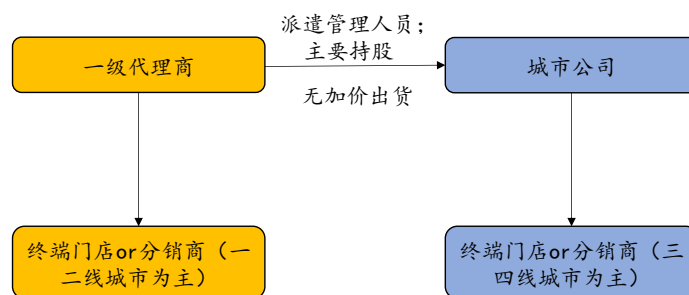 派遣管理人员；
主要持股
一级代理商
城市公司
无加价出货
终端门店or分销商（一
二线城市为主）
终端门店or分销商（三
四线城市为主）